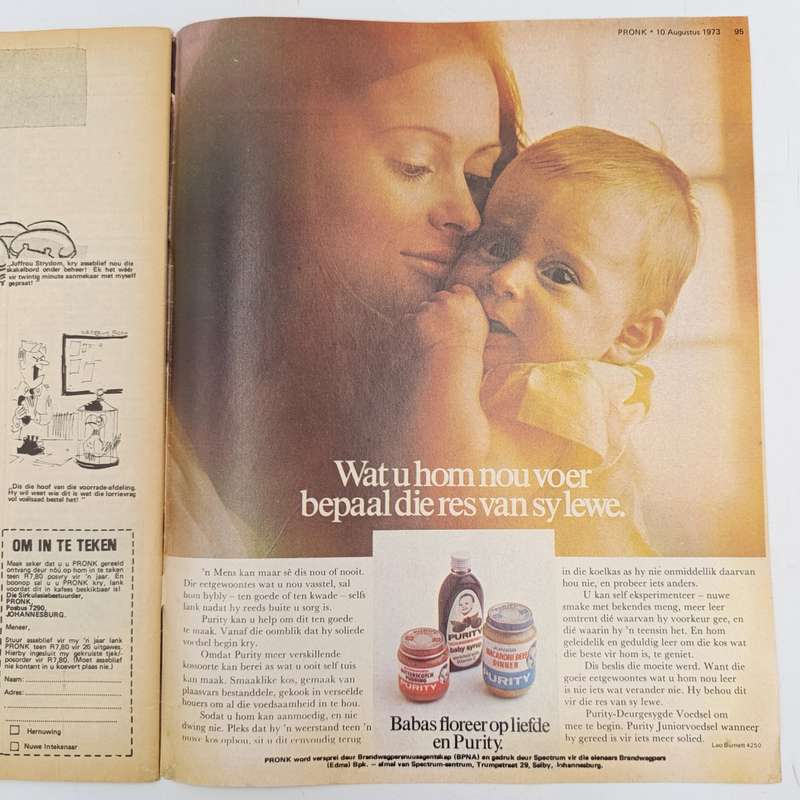 "Juffrou Strydom, kry asseblief nou die
skakelbord onder beheer! Ek het wéér
vir twintig minute aanmekaar met myself
gepraat!"
"Dis die hoof van die voorrade-afdeling.
Hy wil weet wie dit is wat die lorrievrag
vol voëlsaad bestel het!"
OM IN TE TEKEN
Maak seker dat u u PRONK gereeld
ontvang deur nóú op hom in te teken
teen R7,80 posvry vir 'n jaar. En
boonop sal u u PRONK kry, lank
voordat dit in kafees beskikbaar is!
Die Sirkulasiebestuurder,
PRONK,
Posbus 7290,
JOHANNESBURG.
Meneer,
Stuur asseblief vir my 'n jaar lank
PRONK teen R7,80 vir 26 uitgawes.
Hierby ingesluit my gekruiste tjek/
posorder vir R7,80. (Moet asseblief
nie kontant in u koevert plaas nie.)
Naam:
Adres:
Hernuwing
Nuwe Intekenaar
PRONK * 10 Augustus 1973 95
Wat u hom nou voer
bepaal die res van sy lewe.
'n Mens kan maar sê dis nou of nooit.
Die eetgewoontes wat u nou vasstel, sal
hom bybly – ten goede of ten kwade – selfs
lank nadat hy reeds buite u sorg is.
Purity kan u help om dit ten goede
te maak. Vanaf die oomblik dat hy soliede
voedsel begin kry.
Omdat Purity meer verskillende
kossoorte kan berei as wat u ooit self tuis
kan maak. Smaaklike kos, gemaak van
plaasvars bestanddele, gekook in verseëlde
houers om al die voedsaamheid in te hou.
Sodat u hom kan aanmoedig, en nie
dwing nie. Pleks dat hy 'n weerstand teen 'n
nuwe kos opbou, sit u dit eenvoudig terug
PURITY
baby syrup
BUTTERSCOTCH
PUDDING
PURITY
MACARONI BEEF
DINNER
PURITY
Babas floreer op liefde
en Purity.
in die koelkas as hy nie onmiddellik daarvan
hou nie, en probeer iets anders.
U kan self eksperimenteer – nuwe
smake met bekendes meng, meer leer
omtrent dié waarvan hy voorkeur gee, en
dié waarin hy 'n teensin het. En hom
geleidelik en geduldig leer om die kos wat
die beste vir hom is, te geniet.
Dis beslis die moeite werd. Want die
goeie eetgewoontes wat u hom nou leer
is nie iets wat verander nie. Hy behou dit
vir die res van sy lewe.
Purity-Deurgesygde Voedsel om
mee te begin. Purity Juniorvoedsel wanneer
hy gereed is vir iets meer solied.
Leo Burnett 4250
PRONK word versprei deur Brandwagpersnuusagentskap (BPNA) en gedruk deur Spectrum vir die eienaars Brandwagpers
(Edms) Bpk. – almal van Spectrum-sentrum, Trumpstraat 29, Selby, Johannesburg.